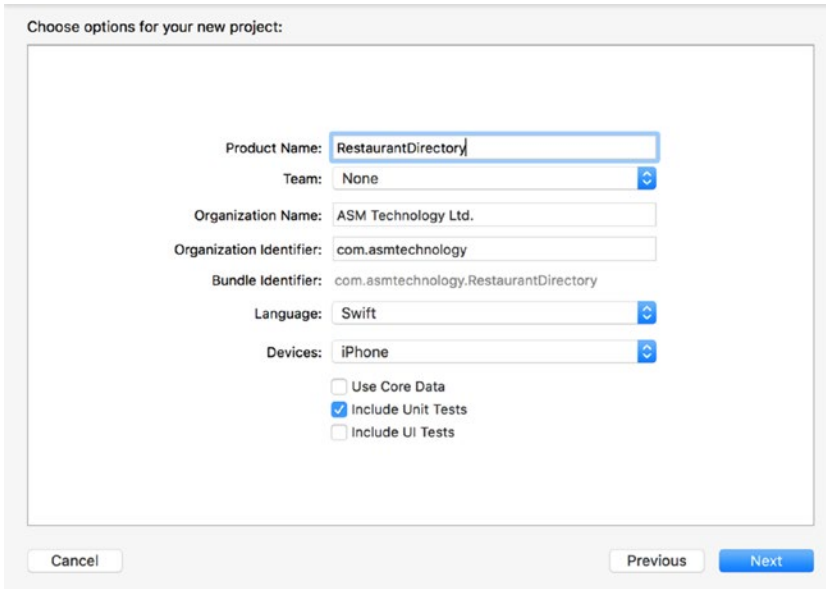 Choose options for your new project:
Product Name: RestaurantDirectory
Team: None
Organization Name: ASM Technology Ltd.
Organization Identifier: com.asmtechnology
Bundle Identifier: com.asmtechnology.RestaurantDirectory
Language: Swift
Devices: iPhone
Use Core Data
Include Unit Tests
Include UI Tests
Cancel Previous Next